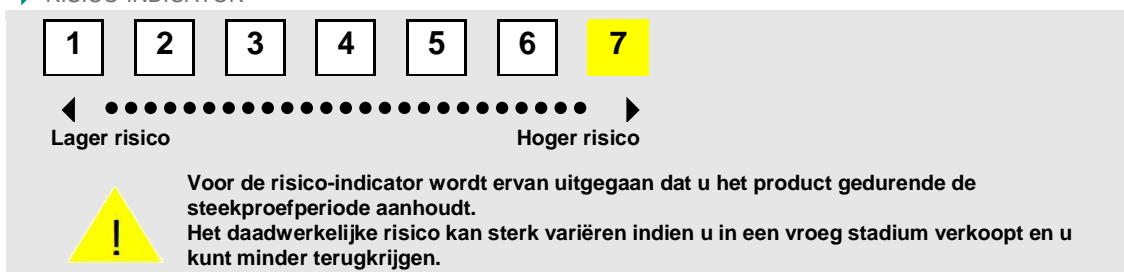 RISICO-INDICATOR
1 2 3 4 5 6 7
Lager risico Hoger risico
! Voor de risico-indicator wordt ervan uitgegaan dat u het product gedurende de
steekproefperiode aanhoudt.
Het daadwerkelijke risico kan sterk variëren indien u in een vroeg stadium verkoopt en u
kunt minder terugkrijgen.